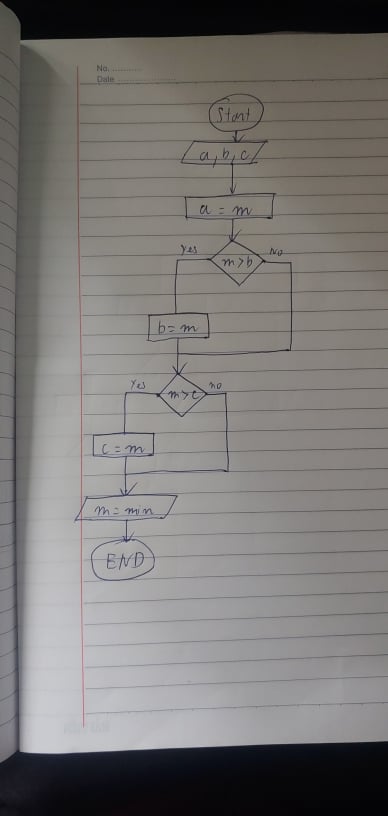 No. ............
Date ........................
Start
a, b, c
a = m
Yes
No
m>b
b = m
Yes
no
m>c
c = m
m = min
END